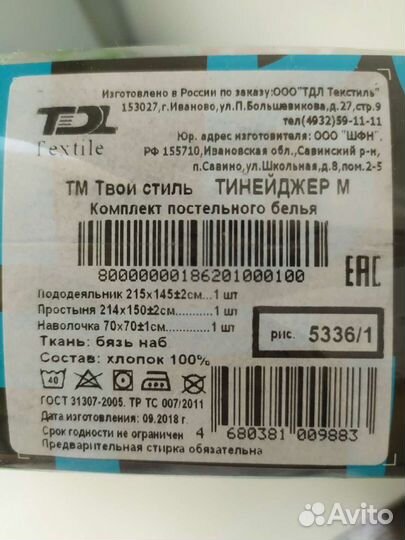 Изготовлено в России по заказу:ООО"ТДЛ Текстиль"
153027,г.Иваново,ул.П.Большевикова,д.27,стр.9
тел(4932)59-11-11
TDL
Textile
Юр. адрес изготовителя: ООО "ШФН".
РФ 155710,Ивановская обл.,Савинский р-н,
п.Савино,ул.Школьная,д.8,пом.2-5
ТМ Твой стиль ТИНЕЙДЖЕР М
Комплект постельного белья
80000000186201000100
EAC
Пододеяльник 215х145±2см....1 шт
Простыня 214х150±2см...........1 шт
Наволочка 70х70±1см............1 шт
рис. 5336/1
Ткань: бязь наб
Состав: хлопок 100%
40
ГОСТ 31307-2005. ТР ТС 007/2011
Дата изготовления: 09.2018 г
Срок годности не ограничен
Предварительная стирка обязательна
4 680381 009883
Avito